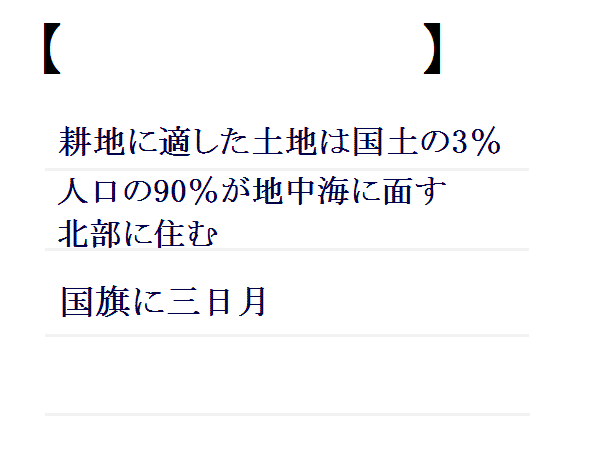 【 】
耕地に適した土地は国土の3%
人口の90%が地中海に面す
北部に住む
国旗に三日月